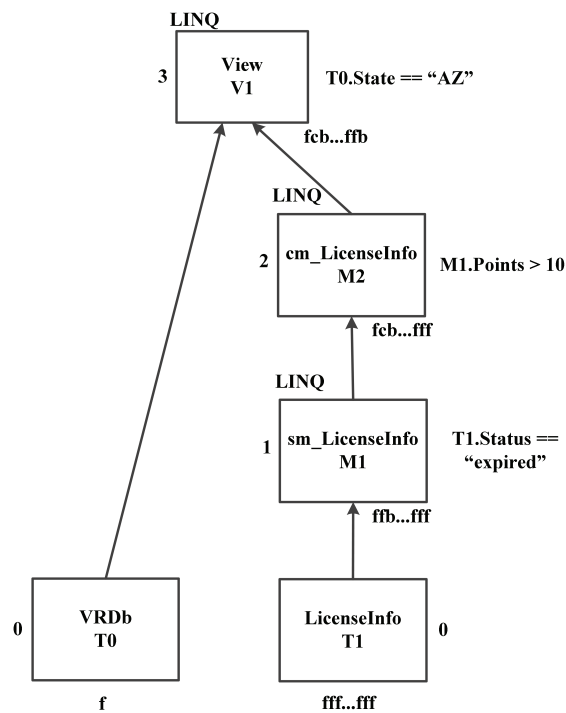 LINQ
View
V1
3
T0.State == “AZ”
fcb...ffb
LINQ
cm_LicenseInfo
M2
2
M1.Points > 10
fcb...fff
LINQ
sm_LicenseInfo
M1
1
T1.Status ==
“expired”
ffb...fff
VRDb
T0
0
LicenseInfo
T1
0
f
fff...fff